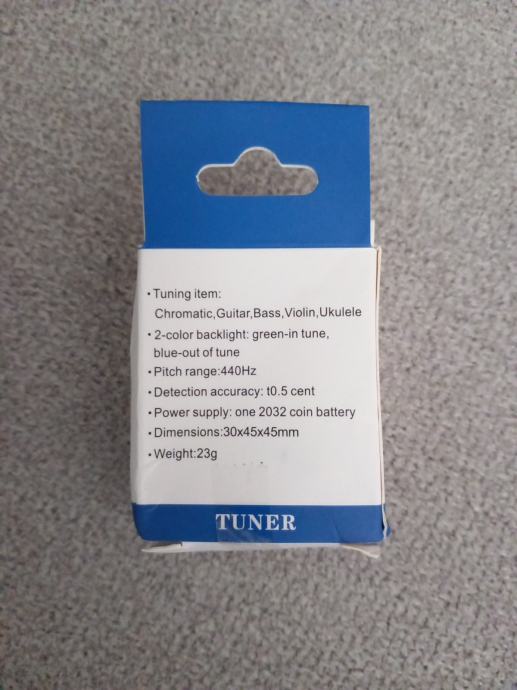 • Tuning item:
Chromatic,Guitar,Bass,Violin,Ukulele
• 2-color backlight: green-in tune,
blue-out of tune
• Pitch range:440Hz
• Detection accuracy: t0.5 cent
• Power supply: one 2032 coin battery
• Dimensions:30x45x45mm
• Weight:23g
TUNER